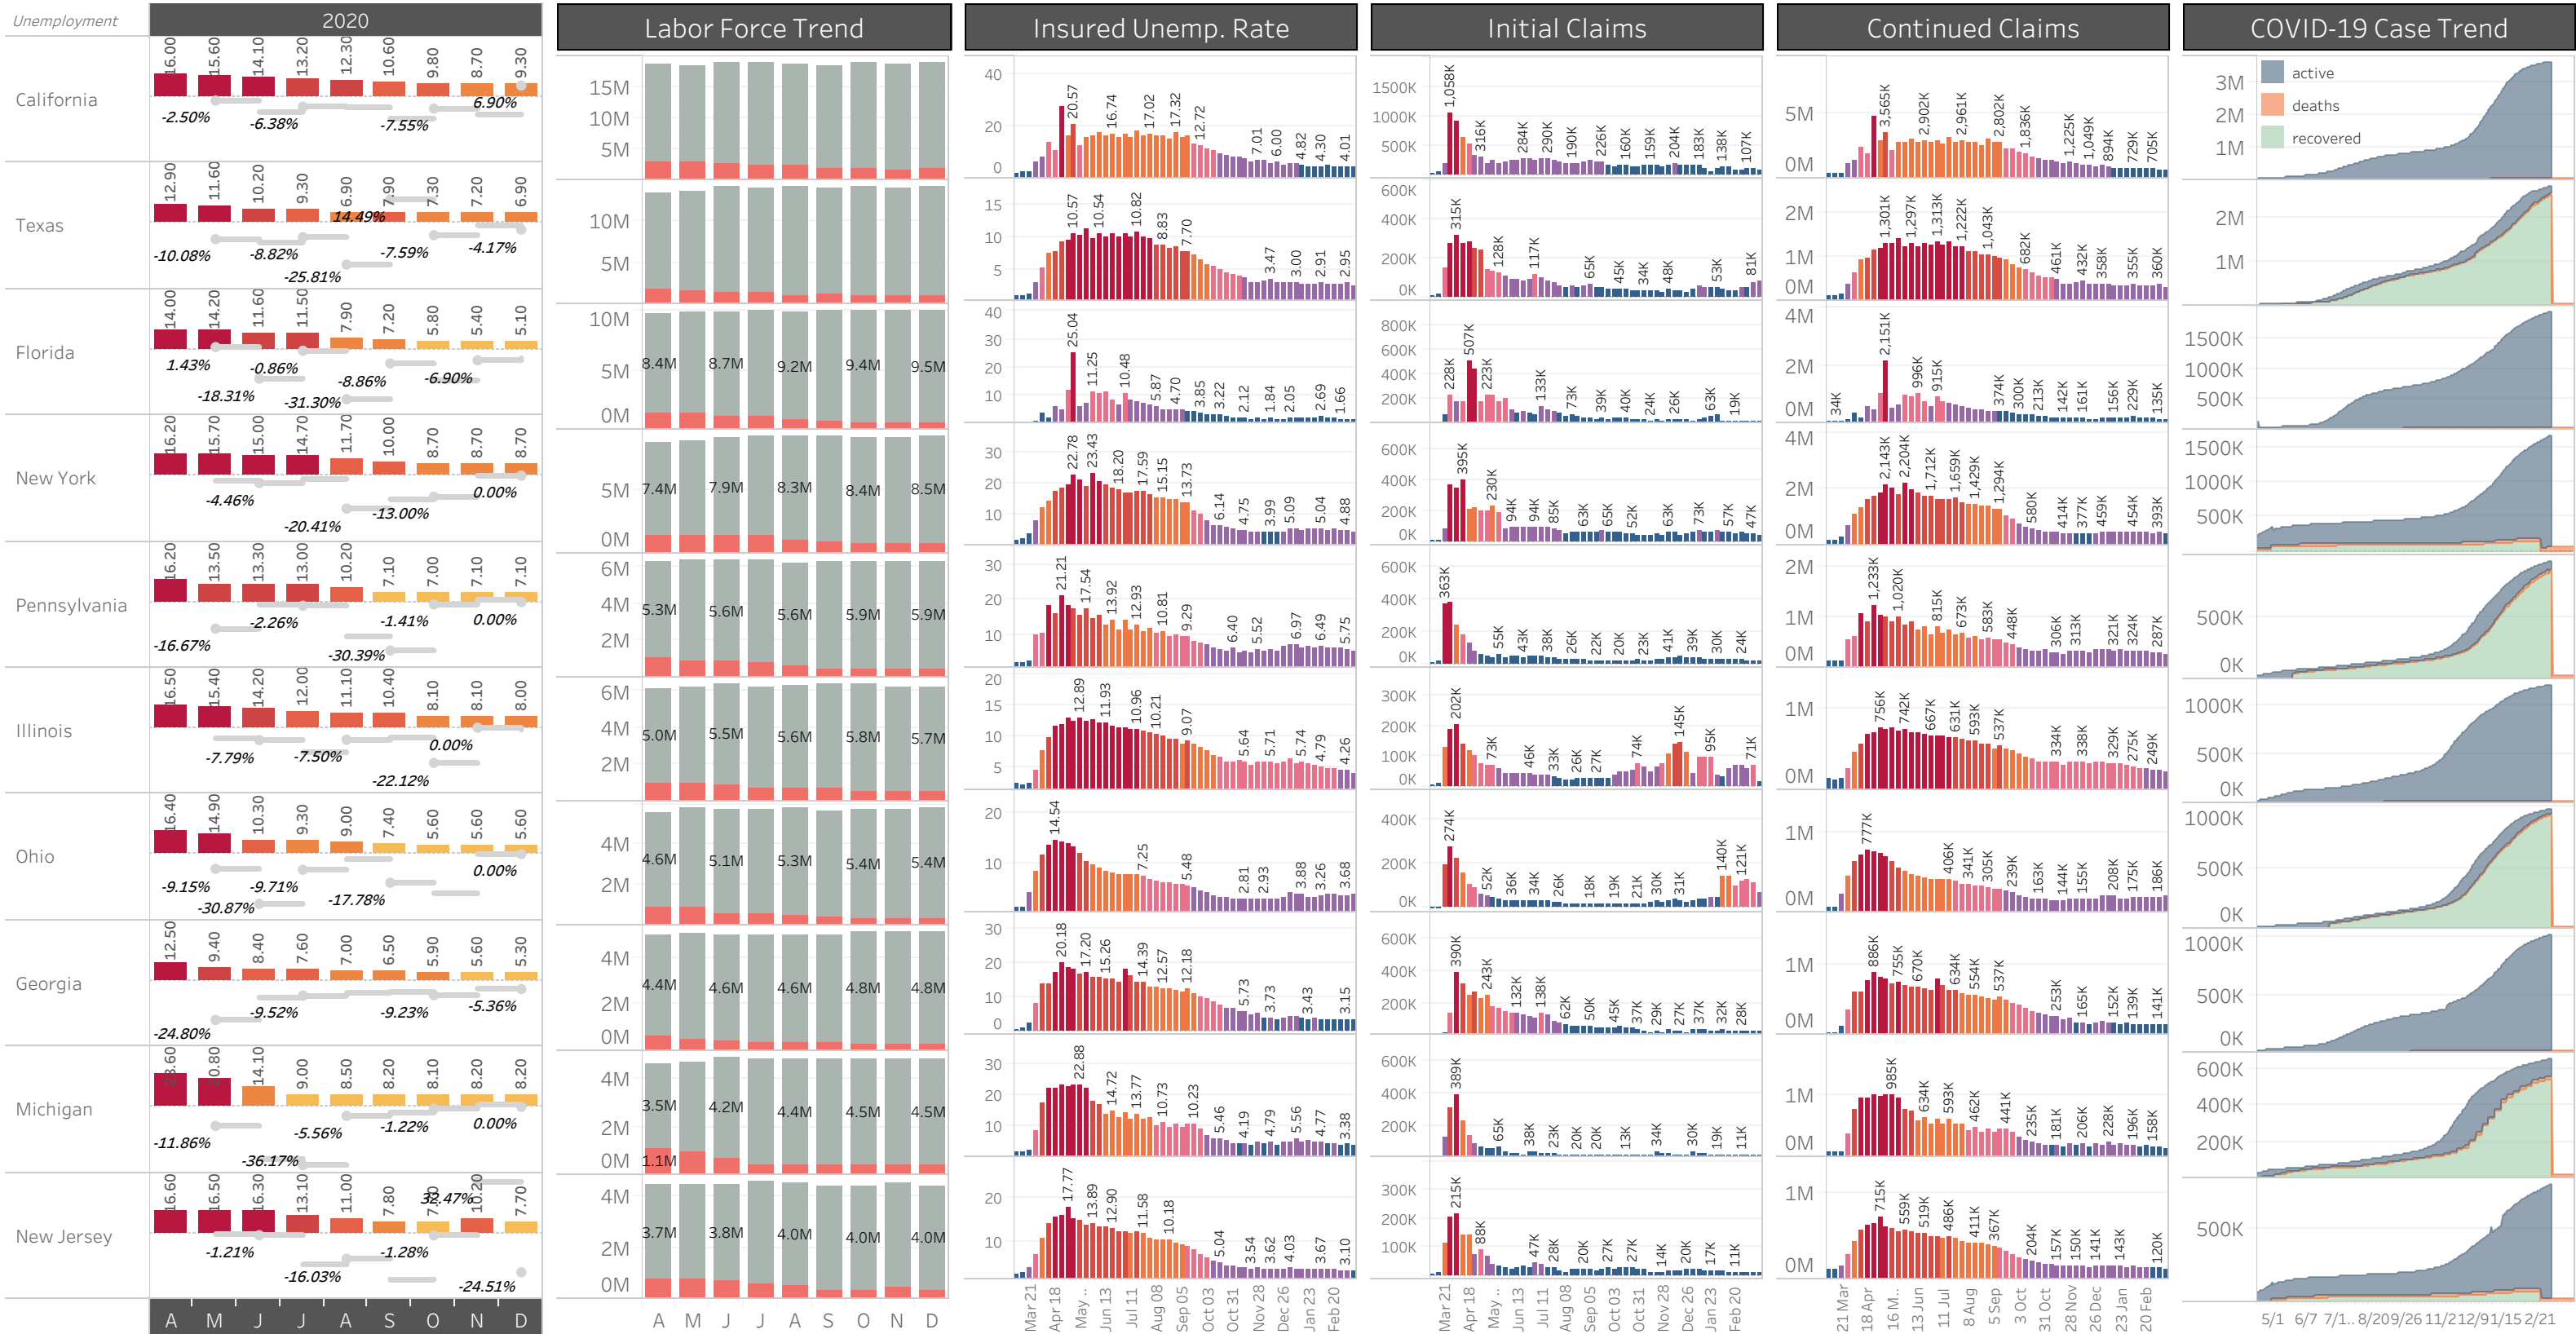 Unemployment
2020
Labor Force Trend
Insured Unemp. Rate
Initial Claims
Continued Claims
COVID-19 Case Trend
active
deaths
recovered
California
16.00 15.60 14.10 13.20 12.30 10.60 9.80 8.70 9.30
-2.50% -6.38% -7.55% 6.90%
15M 10M 5M
40 20 0
20.57 16.74 17.02 17.32 12.72 7.01 6.00 4.82 4.30 4.01
1500K 1000K 500K
1,058K 316K 284K 290K 190K 226K 160K 159K 204K 183K 138K 107K
5M 0M
3,565K 2,902K 2,961K 2,802K 1,836K 1,225K 1,049K 894K 729K 705K
3M 2M 1M
Texas
12.90 11.60 10.20 9.30 6.90 7.90 7.30 7.20 6.90
-10.08% -8.82% -25.81% 14.49% -7.59% -4.17%
10M 5M
15 10 5
10.57 10.54 10.82 8.83 7.70 3.47 3.00 2.91 2.95
600K 400K 200K 0K
315K 128K 117K 65K 45K 34K 48K 53K 81K
2M 1M 0M
1,301K 1,297K 1,313K 1,222K 1,043K 682K 461K 432K 358K 355K 360K
2M 1M
Florida
14.00 14.20 11.60 11.50 7.90 7.20 5.80 5.40 5.10
1.43% -18.31% -0.86% -31.30% -8.86% -6.90%
10M 5M 0M
8.4M 8.7M 9.2M 9.4M 9.5M
40 30 20 10
25.04 11.25 10.48 5.87 4.70 3.85 3.22 2.12 1.84 2.05 2.69 1.66
800K 600K 400K 200K
228K 507K 223K 133K 73K 39K 40K 24K 26K 63K 19K
4M 2M 0M
34K 2,151K 996K 915K 374K 300K 213K 142K 161K 156K 229K 135K
1500K 1000K 500K
New York
16.20 15.70 15.00 14.70 11.70 10.00 8.70 8.70 8.70
-4.46% -20.41% -13.00% 0.00%
5M 0M
7.4M 7.9M 8.3M 8.4M 8.5M
30 20 10
22.78 23.43 18.20 17.59 15.15 13.73 6.14 4.75 3.99 5.09 5.04 4.88
600K 400K 200K 0K
395K 230K 94K 94K 85K 63K 65K 52K 63K 73K 57K 47K
4M 2M 0M
2,143K 2,204K 1,712K 1,659K 1,429K 1,294K 580K 414K 377K 459K 454K 393K
1500K 1000K 500K
Pennsylvania
16.20 13.50 13.30 13.00 10.20 7.10 7.00 7.10 7.10
-16.67% -2.26% -30.39% -1.41% 0.00%
6M 4M 2M
5.3M 5.6M 5.6M 5.9M 5.9M
30 20 10
21.21 17.54 13.92 12.93 10.81 9.29 6.40 5.52 6.97 6.49 5.75
600K 400K 200K 0K
363K 55K 43K 38K 26K 22K 20K 23K 41K 39K 30K 24K
2M 1M 0M
1,233K 1,020K 815K 673K 583K 448K 306K 313K 321K 324K 287K
500K 0K
Illinois
16.50 15.40 14.20 12.00 11.10 10.40 8.10 8.10 8.00
-7.79% -7.50% -22.12% 0.00%
6M 4M 2M
5.0M 5.5M 5.6M 5.8M 5.7M
20 15 10 5
12.89 11.93 10.96 10.21 9.07 5.64 5.71 5.74 4.79 4.26
300K 200K 100K 0K
202K 73K 46K 33K 26K 27K 74K 145K 95K 71K
1M 0M
756K 742K 667K 631K 593K 537K 334K 338K 329K 275K 249K
1000K 500K 0K
Ohio
16.40 14.90 10.30 9.30 9.00 7.40 5.60 5.60 5.60
-9.15% -30.87% -9.71% -17.78% 0.00%
4M 2M
4.6M 5.1M 5.3M 5.4M 5.4M
20 10
14.54 7.25 5.48 2.81 2.93 3.88 3.26 3.68
400K 200K 0K
274K 52K 36K 34K 26K 18K 19K 21K 30K 31K 140K 121K
1M 0M
777K 406K 341K 305K 239K 163K 144K 155K 208K 175K 186K
1000K 500K 0K
Georgia
12.50 9.40 8.40 7.60 7.00 6.50 5.90 5.60 5.30
-24.80% -9.52% -9.23% -5.36%
4M 2M 0M
4.4M 4.6M 4.6M 4.8M 4.8M
30 20 10 0
20.18 17.20 15.26 14.39 12.57 12.18 5.73 3.73 3.43 3.15
600K 400K 200K
390K 243K 132K 138K 62K 50K 45K 37K 29K 27K 37K 32K 28K
1M 0M
886K 755K 670K 634K 554K 537K 253K 165K 152K 139K 141K
1000K 500K 0K
Michigan
23.60 20.80 14.10 9.00 8.50 8.20 8.10 8.20 8.20
-11.86% -36.17% -5.56% -1.22% 0.00%
4M 2M 0M
3.5M 1.1M 4.2M 4.4M 4.5M 4.5M
30 20 10
22.88 14.72 13.77 10.73 10.23 5.46 4.19 4.79 5.56 4.77 3.38
600K 400K 200K
389K 65K 38K 23K 20K 20K 13K 34K 30K 19K 11K
1M 0M
985K 634K 593K 462K 441K 235K 181K 206K 228K 196K 158K
600K 400K 200K
New Jersey
16.60 16.50 16.30 13.10 11.00 7.80 10.20 7.70
-1.21% -16.03% -1.28% 32.47% -24.51%
4M 2M 0M
3.7M 3.8M 4.0M 4.0M 4.0M
20 10
17.77 13.89 12.90 11.58 10.18 5.04 3.54 3.62 4.03 3.67 3.10
300K 200K 100K
215K 88K 47K 28K 20K 27K 27K 14K 20K 17K 11K
1M 0M
715K 559K 519K 486K 411K 367K 204K 157K 150K 141K 143K 120K
500K
A M J J A S O N D
A M J J A S O N D
Mar 21 Apr 18 May .. Jun 13 Jul 11 Aug 08 Sep 05 Oct 03 Oct 31 Nov 28 Dec 26 Jan 23 Feb 20
Mar 21 Apr 18 May .. Jun 13 Jul 11 Aug 08 Sep 05 Oct 03 Oct 31 Nov 28 Dec 26 Jan 23 Feb 20
21 Mar 18 Apr 16 M.. 13 Jun 11 Jul 8 Aug 5 Sep 3 Oct 31 Oct 28 Nov 26 Dec 23 Jan 20 Feb
5/1 6/7 7/1.. 8/20 9/26 11/2 12/9 1/15 2/21